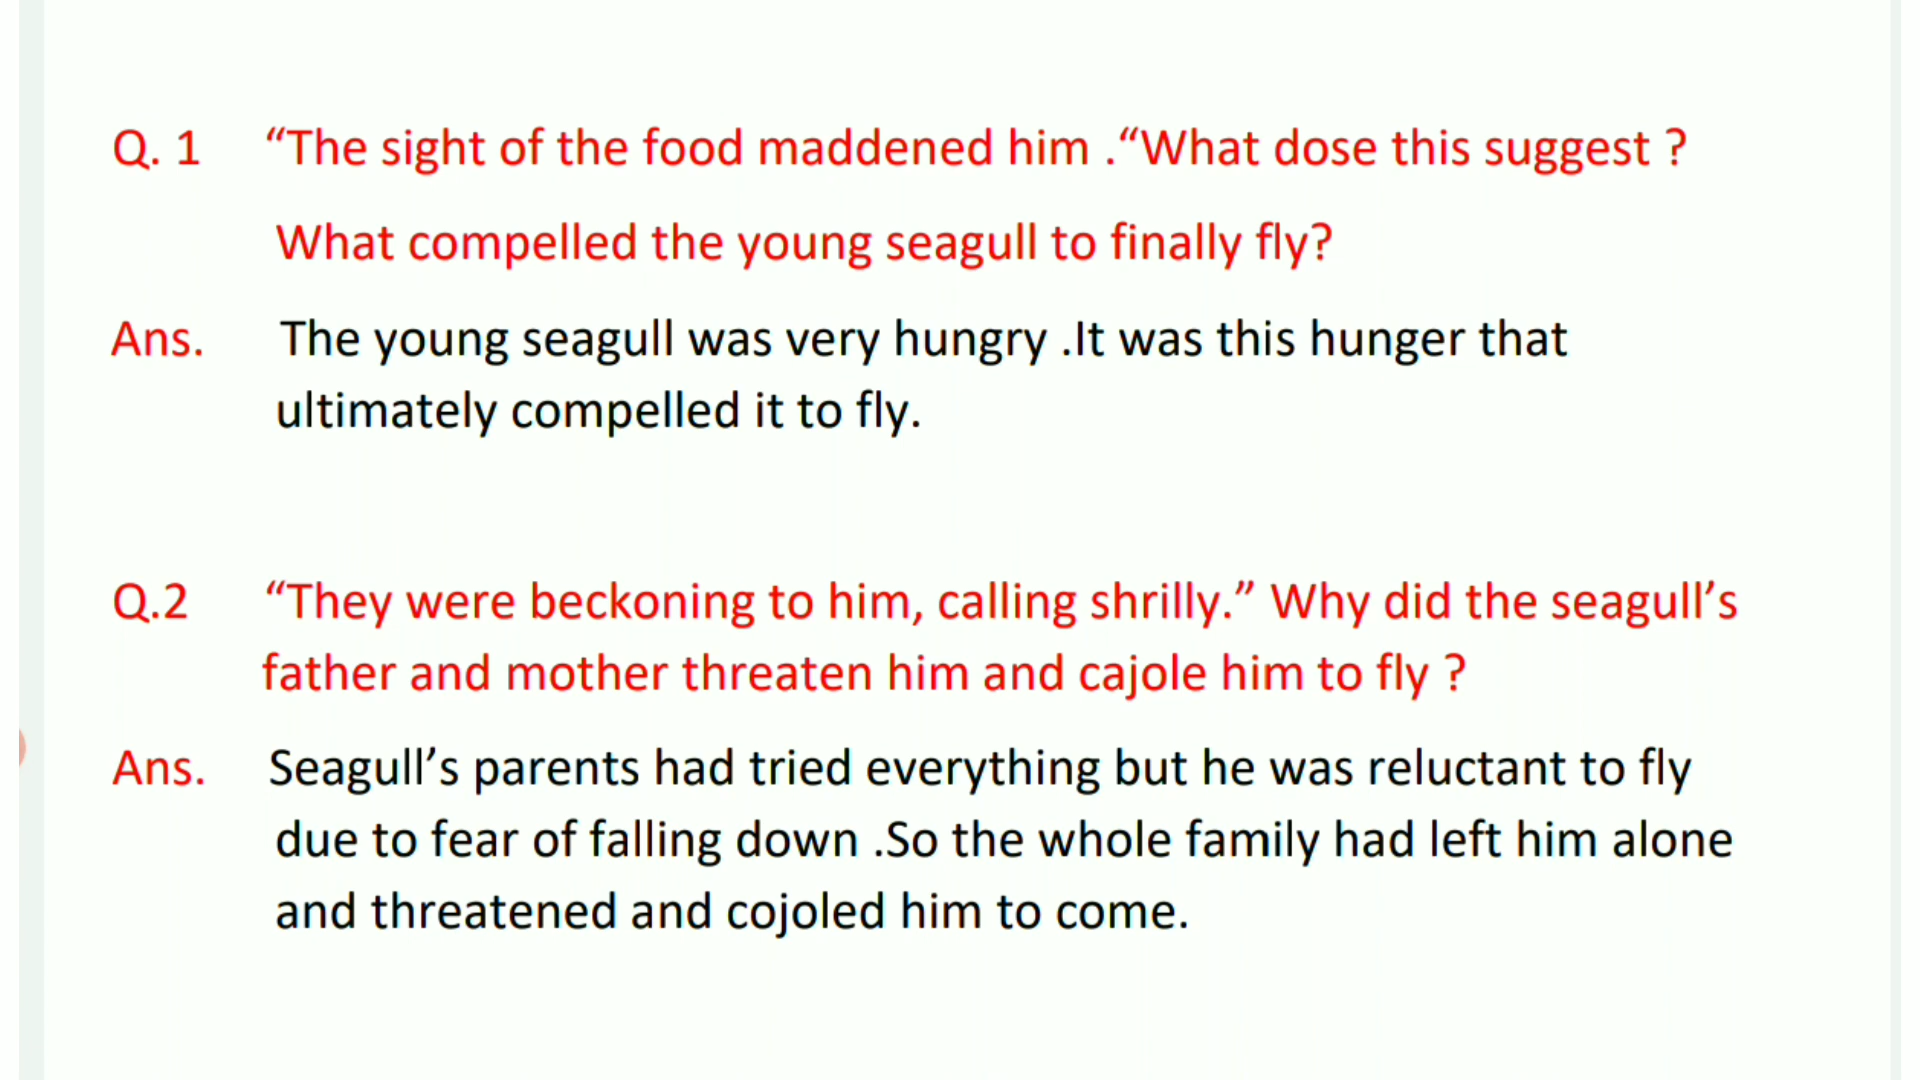 Q. 1 “The sight of the food maddened him .“What dose this suggest ?
What compelled the young seagull to finally fly?
Ans. The young seagull was very hungry .It was this hunger that
ultimately compelled it to fly.
Q.2 “They were beckoning to him, calling shrilly.” Why did the seagull’s
father and mother threaten him and cajole him to fly ?
Ans. Seagull’s parents had tried everything but he was reluctant to fly
due to fear of falling down .So the whole family had left him alone
and threatened and cojoled him to come.